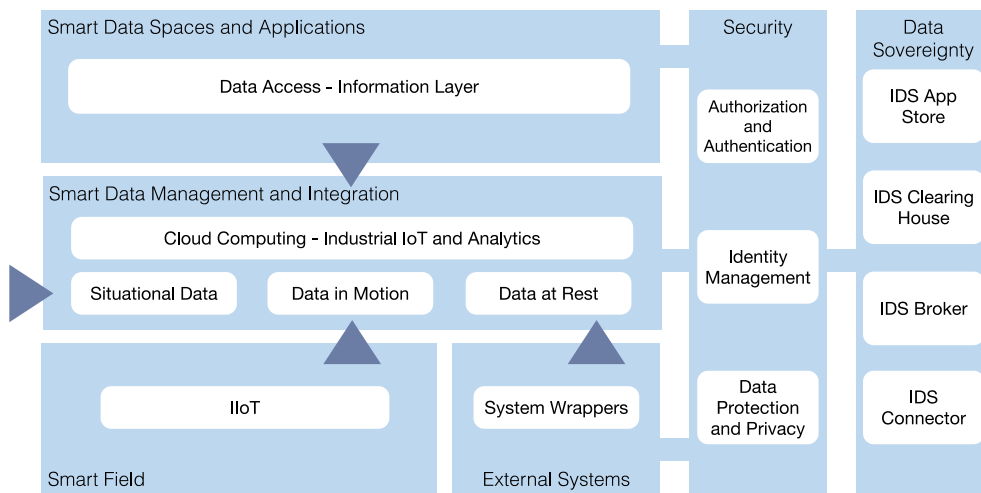 Smart Data Spaces and Applications
Data Access - Information Layer
Smart Data Management and Integration
Cloud Computing - Industrial IoT and Analytics
Situational Data
Data in Motion
Data at Rest
IIoT
Smart Field
System Wrappers
External Systems
Security
Authorization
and
Authentication
Identity
Management
Data
Protection
and Privacy
Data
Sovereignty
IDS App
Store
IDS Clearing
House
IDS Broker
IDS
Connector